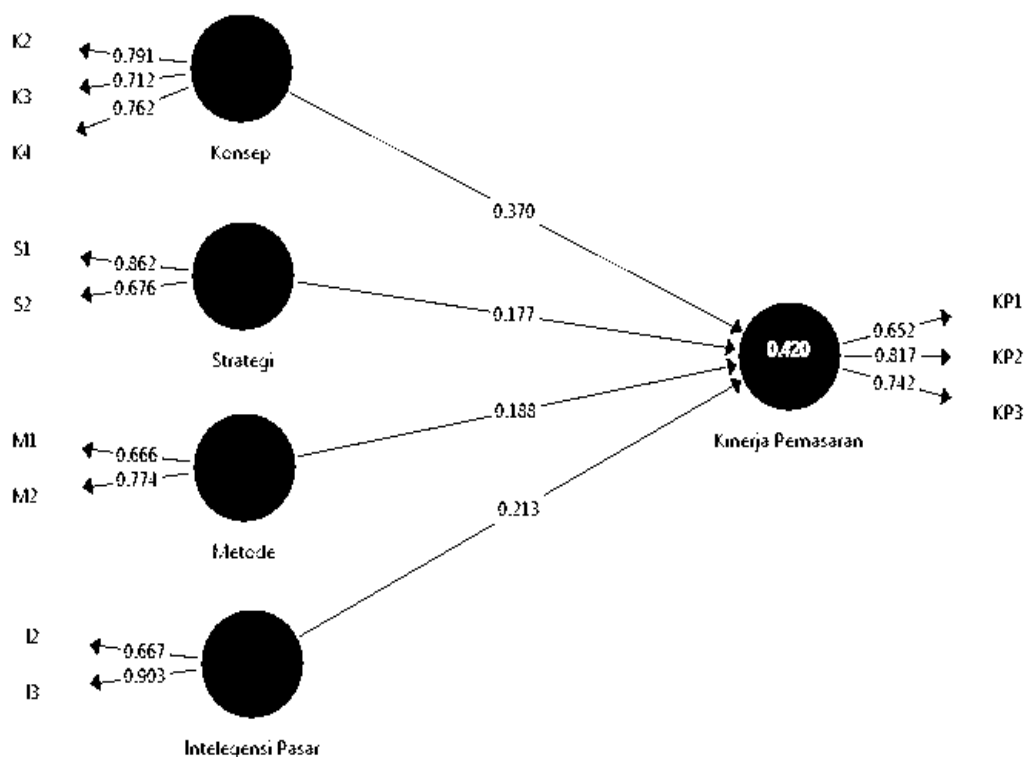 K2
0.791
K3
0.712
0.762
K4
Konsep
0.370
S1
0.862
S2
0.676
Strategi
0.177
KP1
0.652
0.420
0.817
KP2
0.742
KP3
Kinerja Pemasaran
M1
0.666
0.774
M2
0.188
Metode
0.213
I2
0.667
I3
0.903
Intelegensi Pasar